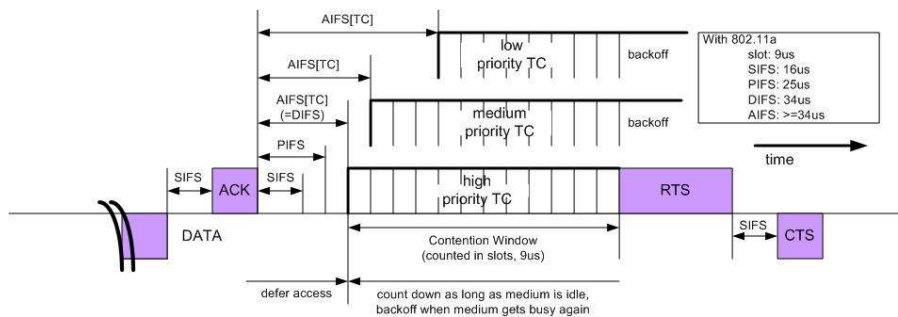 AIFS[TC]
low
priority TC
backoff
With 802.11a
slot: 9us
SIFS: 16us
PIFS: 25us
DIFS: 34us
AIFS: >=34us
AIFS[TC]
AIFS[TC]
(=DIFS)
medium
priority TC
backoff
time
PIFS
SIFS
ACK
SIFS
high
priority TC
RTS
DATA
SIFS
CTS
Contention Window
(counted in slots, 9us)
defer access
count down as long as medium is idle,
backoff when medium gets busy again